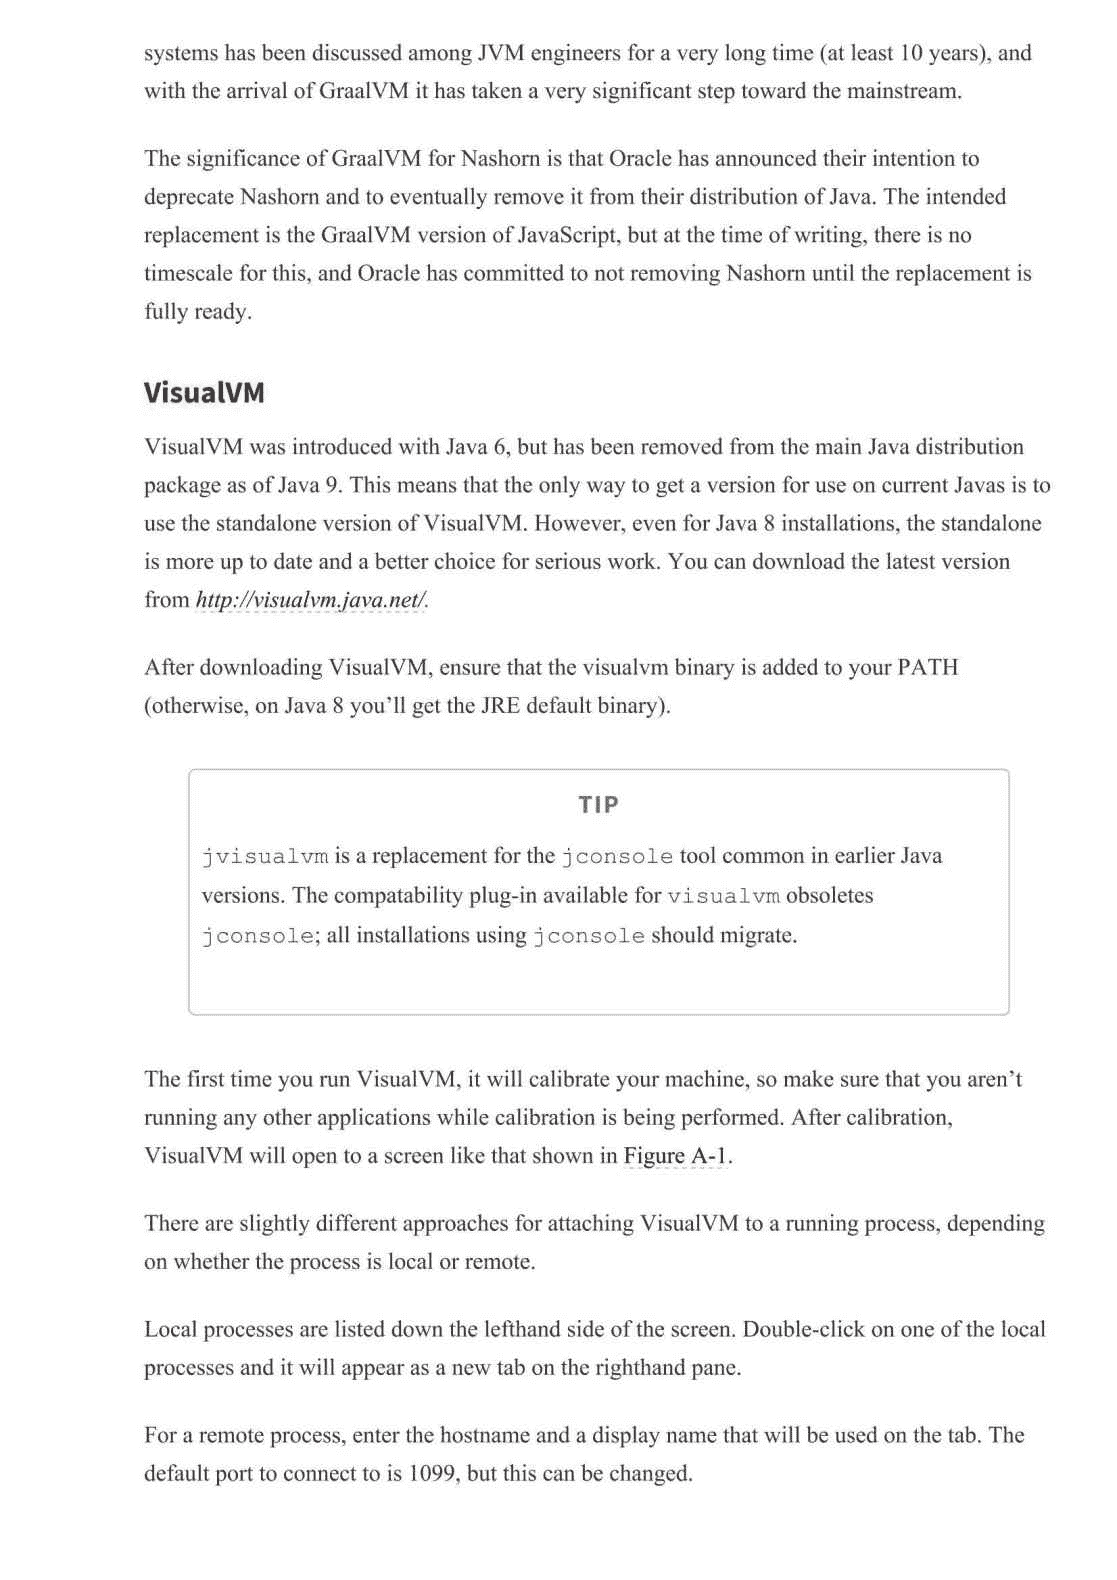 systems has been discussed among JVM engineers for a very long time (at least 10 years), and
with the arrival of GraalVM it has taken a very significant step toward the mainstream.
The significance of GraalVM for Nashorn is that Oracle has announced their intention to
deprecate Nashorn and to eventually remove it from their distribution of Java. The intended
replacement is the GraalVM version of JavaScript, but at the time of writing, there is no
timescale for this, and Oracle has committed to not removing Nashorn until the replacement is
fully ready.
VisualVM
VisualVM was introduced with Java 6, but has been removed from the main Java distribution
package as of Java 9. This means that the only way to get a version for use on current Javas is to
use the standalone version of VisualVM. However, even for Java 8 installations, the standalone
is more up to date and a better choice for serious work. You can download the latest version
from http://visualvm.java.net/.
After downloading VisualVM, ensure that the visualvm binary is added to your PATH
(otherwise, on Java 8 you’ll get the JRE default binary).
TIP
jvisualvm is a replacement for the jconsole tool common in earlier Java
versions. The compatability plug-in available for visualvm obsoletes
jconsole; all installations using jconsole should migrate.
The first time you run VisualVM, it will calibrate your machine, so make sure that you aren’t
running any other applications while calibration is being performed. After calibration,
VisualVM will open to a screen like that shown in Figure A-1.
There are slightly different approaches for attaching VisualVM to a running process, depending
on whether the process is local or remote.
Local processes are listed down the lefthand side of the screen. Double-click on one of the local
processes and it will appear as a new tab on the righthand pane.
For a remote process, enter the hostname and a display name that will be used on the tab. The
default port to connect to is 1099, but this can be changed.